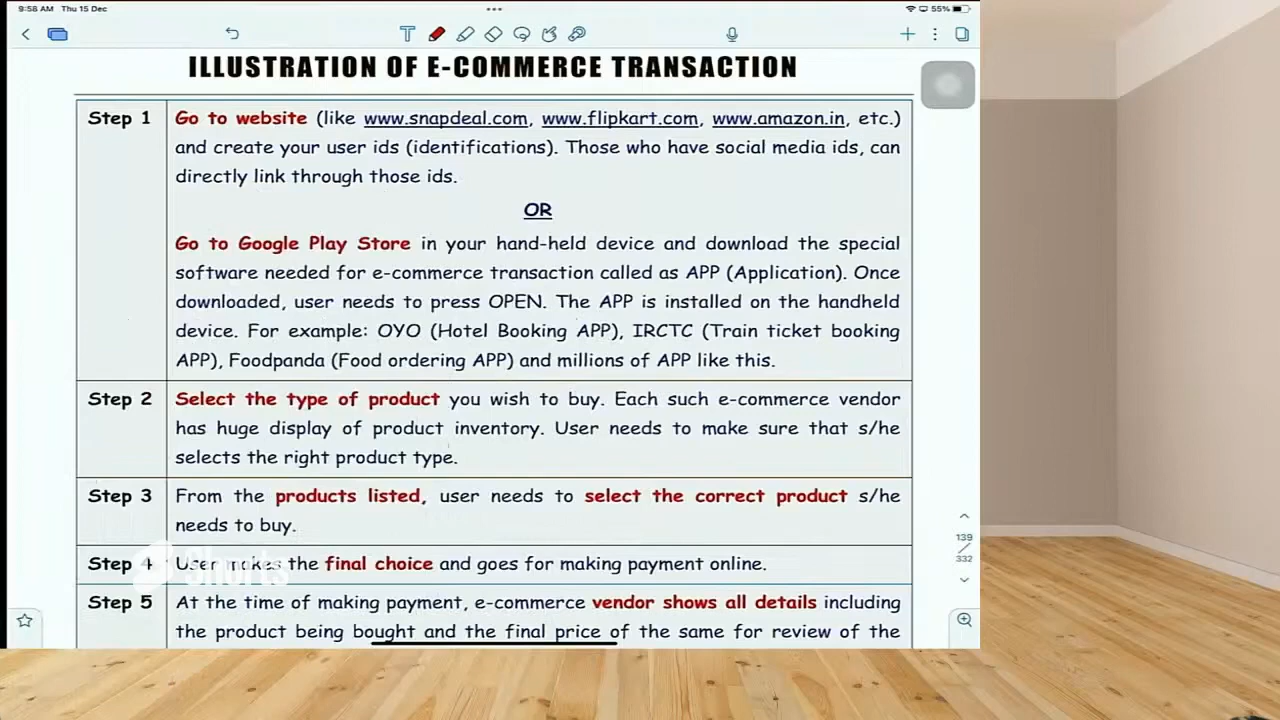 9:58 AM Thu 15 Dec
55%
ILLUSTRATION OF E-COMMERCE TRANSACTION
Step 1
Go to website (like www.snapdeal.com, www.flipkart.com, www.amazon.in, etc.)
and create your user ids (identifications). Those who have social media ids, can
directly link through those ids.
OR
Go to Google Play Store in your hand-held device and download the special
software needed for e-commerce transaction called as APP (Application). Once
downloaded, user needs to press OPEN. The APP is installed on the handheld
device. For example: OYO (Hotel Booking APP), IRCTC (Train ticket booking
APP), Foodpanda (Food ordering APP) and millions of APP like this.
Step 2
Select the type of product you wish to buy. Each such e-commerce vendor
has huge display of product inventory. User needs to make sure that s/he
selects the right product type.
Step 3
From the products listed, user needs to select the correct product s/he
needs to buy.
139
332
Step 4
User makes the final choice and goes for making payment online.
Shorts
Step 5
At the time of making payment, e-commerce vendor shows all details including
the product being bought and the final price of the same for review of the